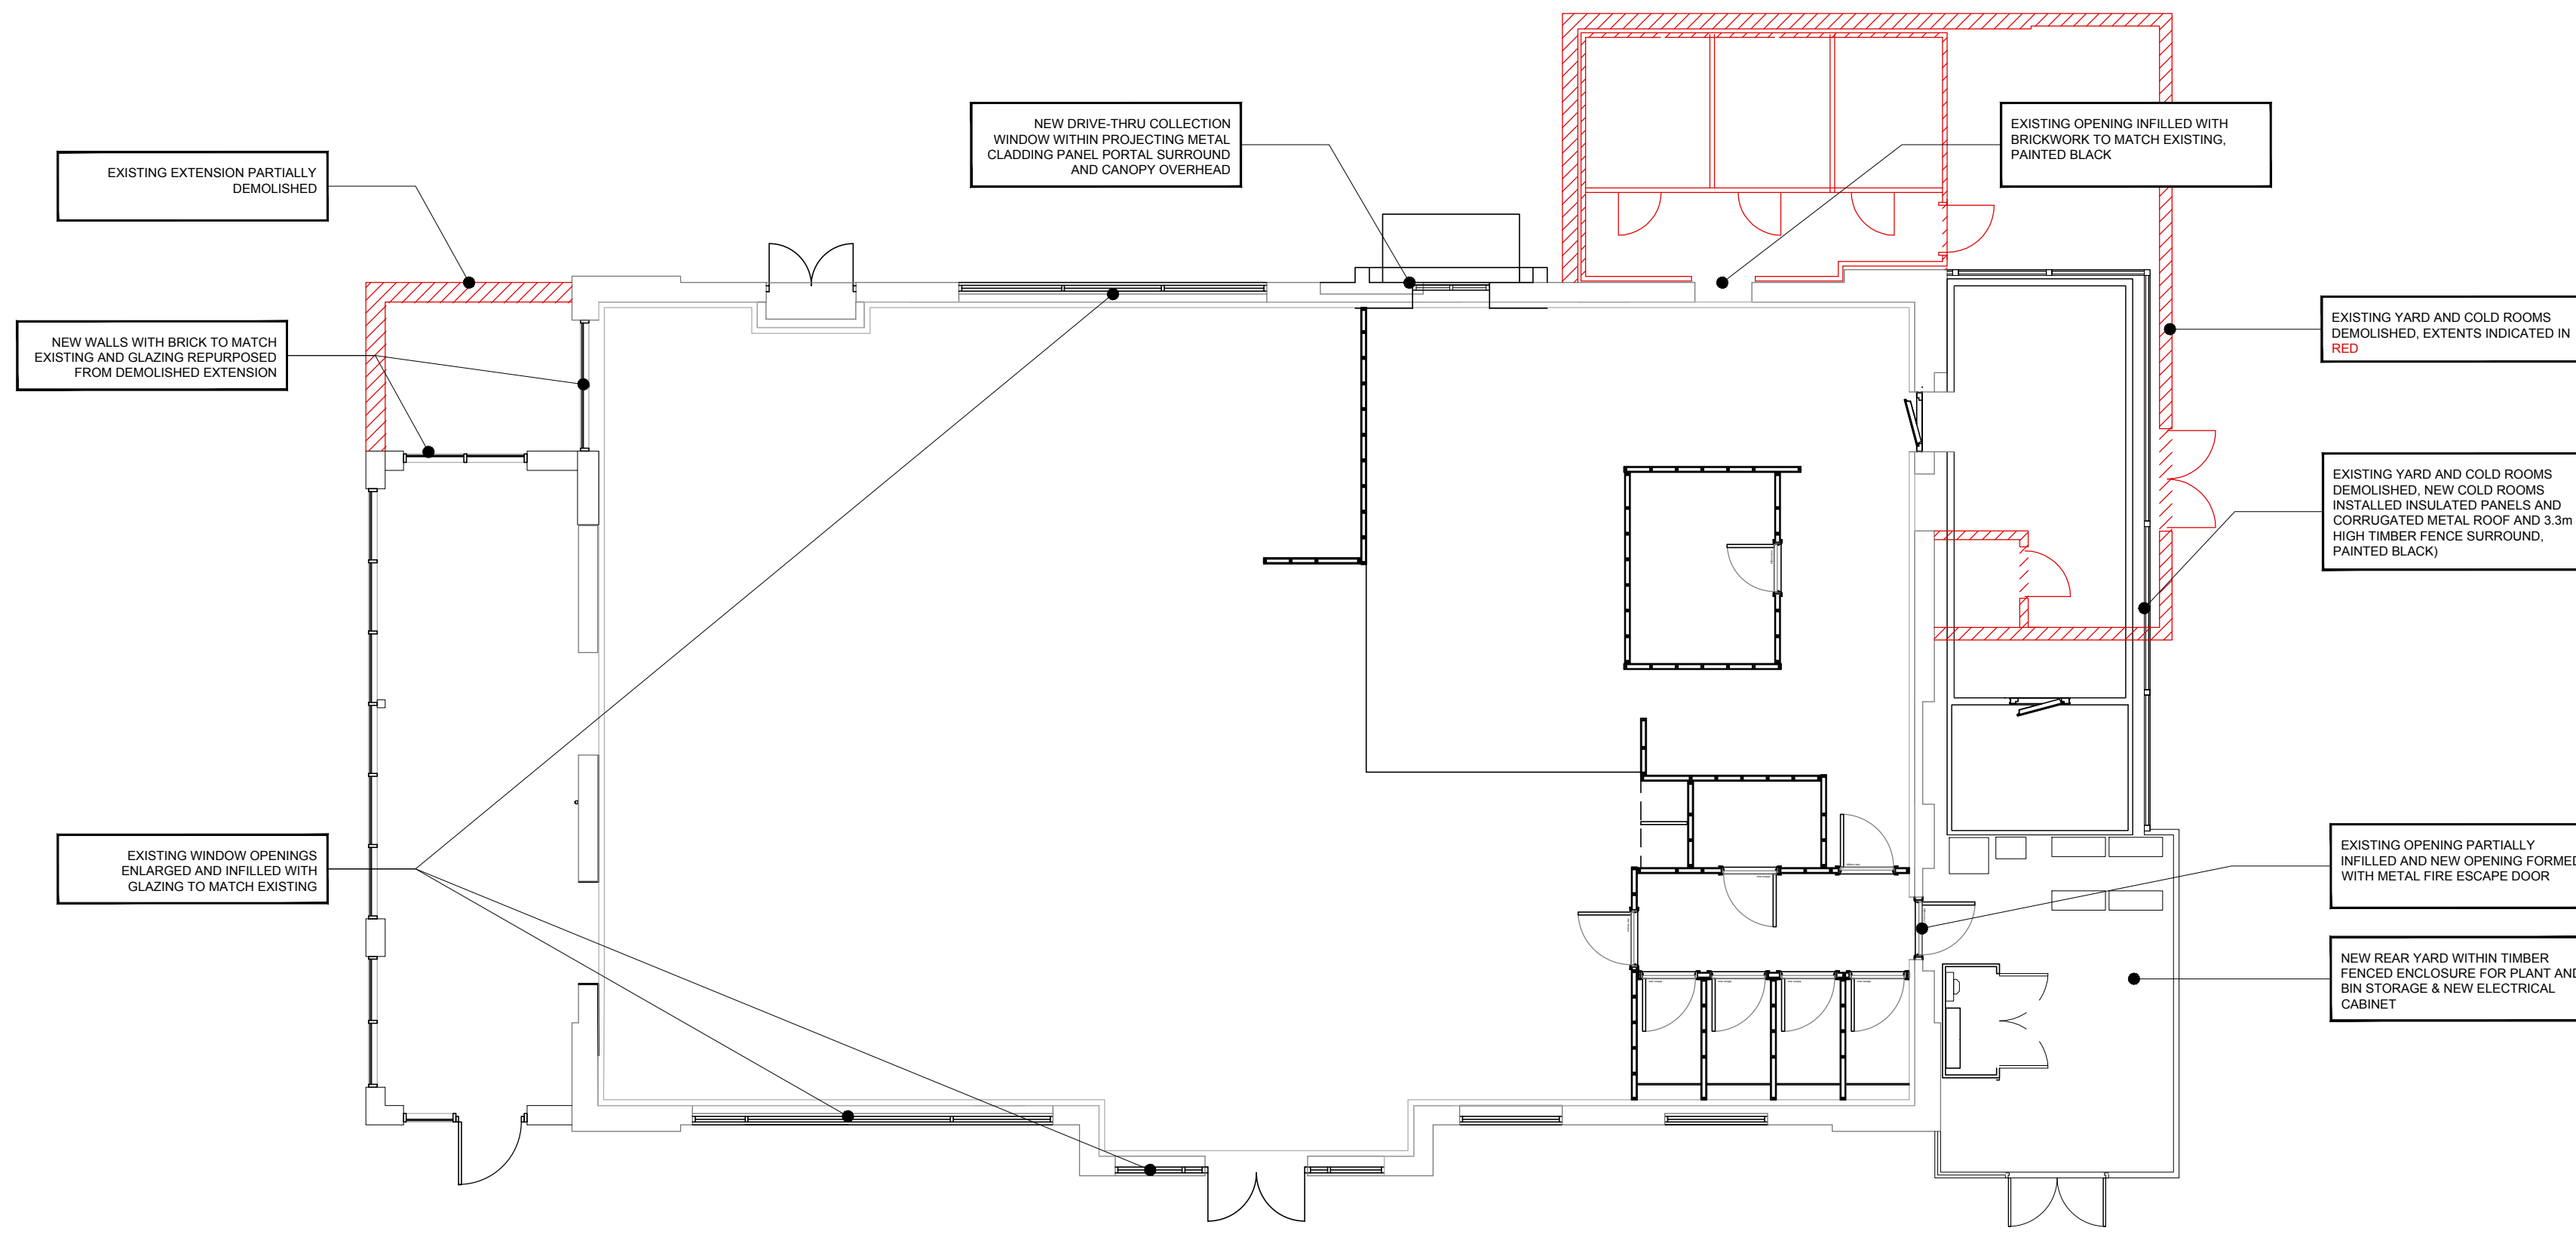 NEW DRIVE-THRU COLLECTION
WINDOW WITHIN PROJECTING METAL
CLADDING PANEL PORTAL SURROUND
AND CANOPY OVERHEAD
EXISTING OPENING INFILLED WITH
BRICKWORK TO MATCH EXISTING,
PAINTED BLACK
EXISTING EXTENSION PARTIALLY
DEMOLISHED
EXISTING YARD AND COLD ROOMS
DEMOLISHED, EXTENTS INDICATED IN
RED
NEW WALLS WITH BRICK TO MATCH
EXISTING AND GLAZING REPURPOSED
FROM DEMOLISHED EXTENSION
EXISTING YARD AND COLD ROOMS
DEMOLISHED, NEW COLD ROOMS
INSTALLED INSULATED PANELS AND
CORRUGATED METAL ROOF AND 3.3m
HIGH TIMBER FENCE SURROUND,
PAINTED BLACK)
EXISTING WINDOW OPENINGS
ENLARGED AND INFILLED WITH
GLAZING TO MATCH EXISTING
EXISTING OPENING PARTIALLY
INFILLED AND NEW OPENING FORMED
WITH METAL FIRE ESCAPE DOOR
NEW REAR YARD WITHIN TIMBER
FENCED ENCLOSURE FOR PLANT AND
BIN STORAGE & NEW ELECTRICAL
CABINET